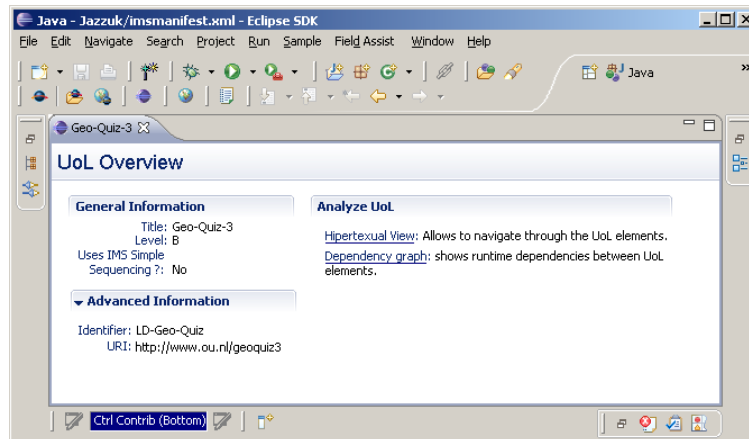 Java - Jazzuk/imsmanifest.xml - Eclipse SDK
File Edit Navigate Search Project Run Sample Field Assist Window Help
Java
Geo-Quiz-3
UoL Overview
General Information
Title: Geo-Quiz-3
Level: B
Uses IMS Simple
Sequencing ?: No
Advanced Information
Identifier: LD-Geo-Quiz
URI: http://www.ou.nl/geoquiz3
Analyze UoL
Hipertexual View: Allows to navigate through the UoL elements.
Dependency graph: shows runtime dependencies between UoL
elements.
Ctrl Contrib (Bottom)